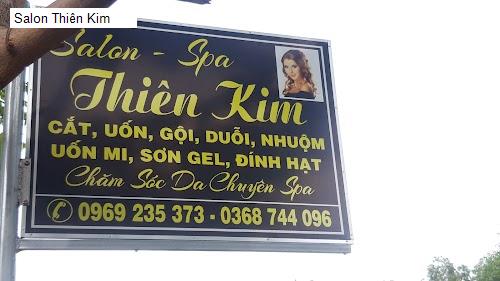 Salon Thiên Kim
Salon - Spa
Thiên Kim
CẮT, UỐN, GỘI, DUỖI, NHUỘM
UỐN MI, SƠN GEL, ĐÍNH HẠT
Chăm Sóc Da Chuyên Spa
0969 235 373 - 0368 744 096